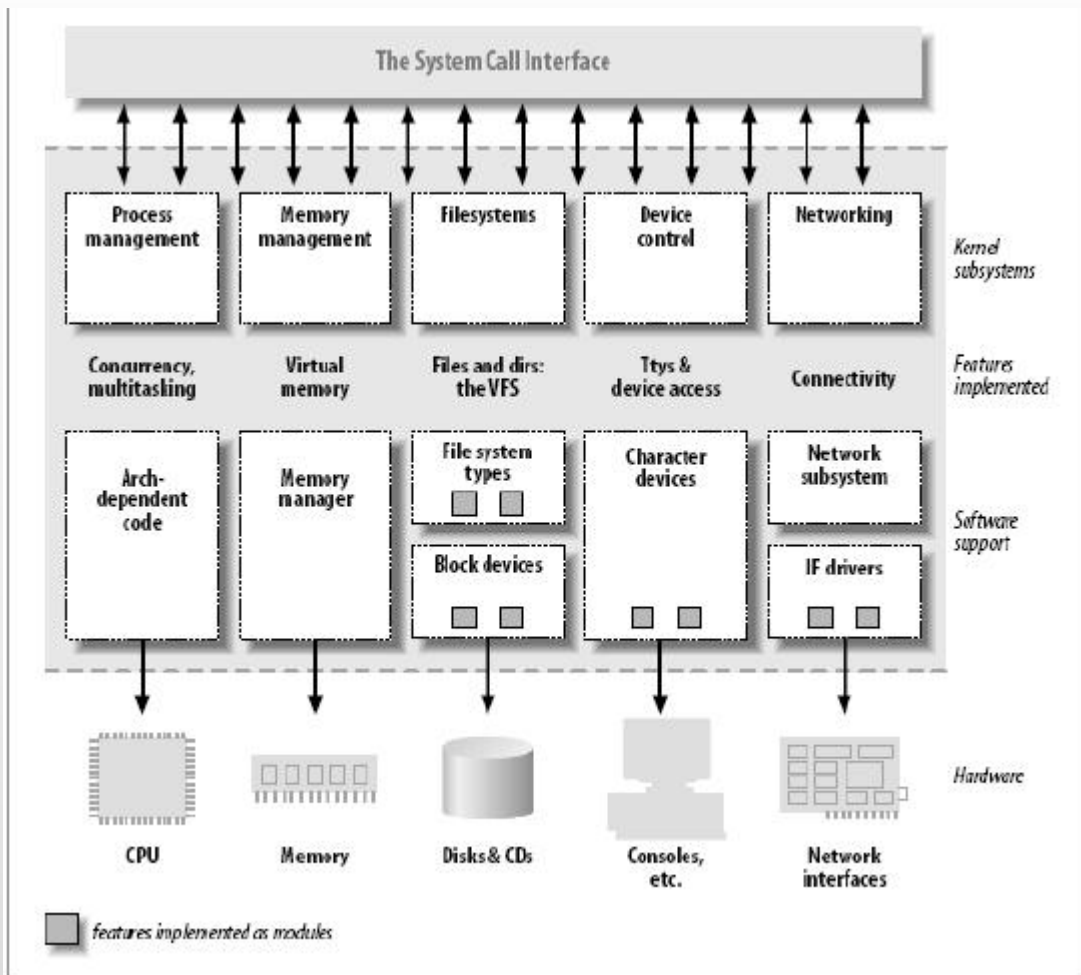 The System Call Interface
Process
management
Memory
management
Filesystems
Device
control
Networking
Kernel
subsystems
Concurrency,
multitasking
Virtual
memory
Files and dirs:
the VFS
Ttys &
device access
Connectivity
Features
implemented
Arch-
dependent
code
Memory
manager
File system
types
Character
devices
Network
subsystem
Software
support
Block devices
IF drivers
Hardware
CPU
Memory
Disks & CDs
Consoles,
etc.
Network
interfaces
features implemented as modules